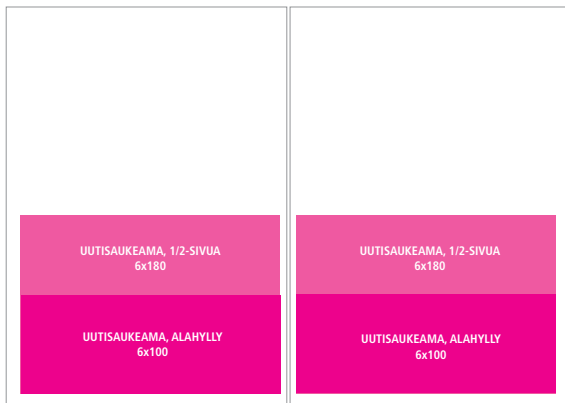 UUTISAUKEAMA, 1/2-SIVUA
6x180
UUTISAUKEAMA, ALAHYLLY
6x100
UUTISAUKEAMA, 1/2-SIVUA
6x180
UUTISAUKEAMA, ALAHYLLY
6x100